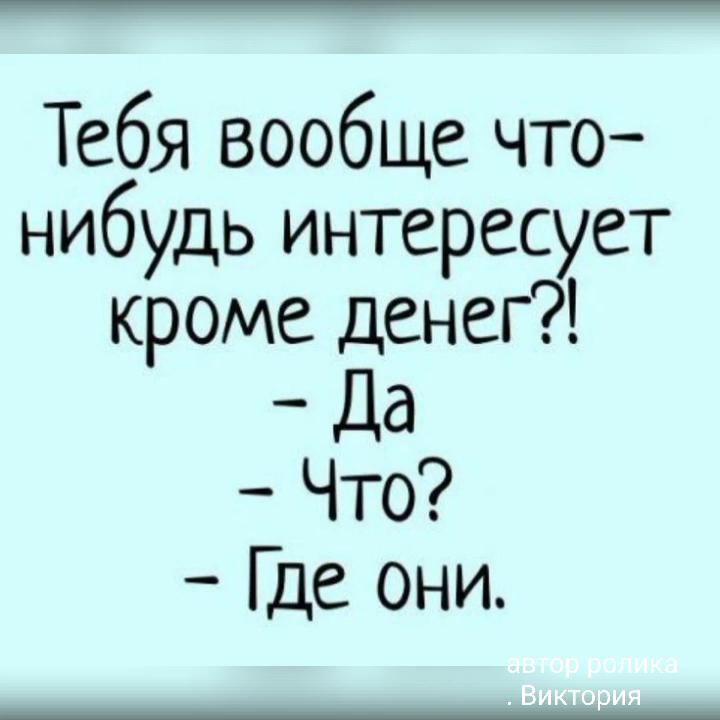 Тебя вообще что-
нибудь интересует
кроме денег?!
- Да
- Что?
- Где они.
автор ролика
. Виктория